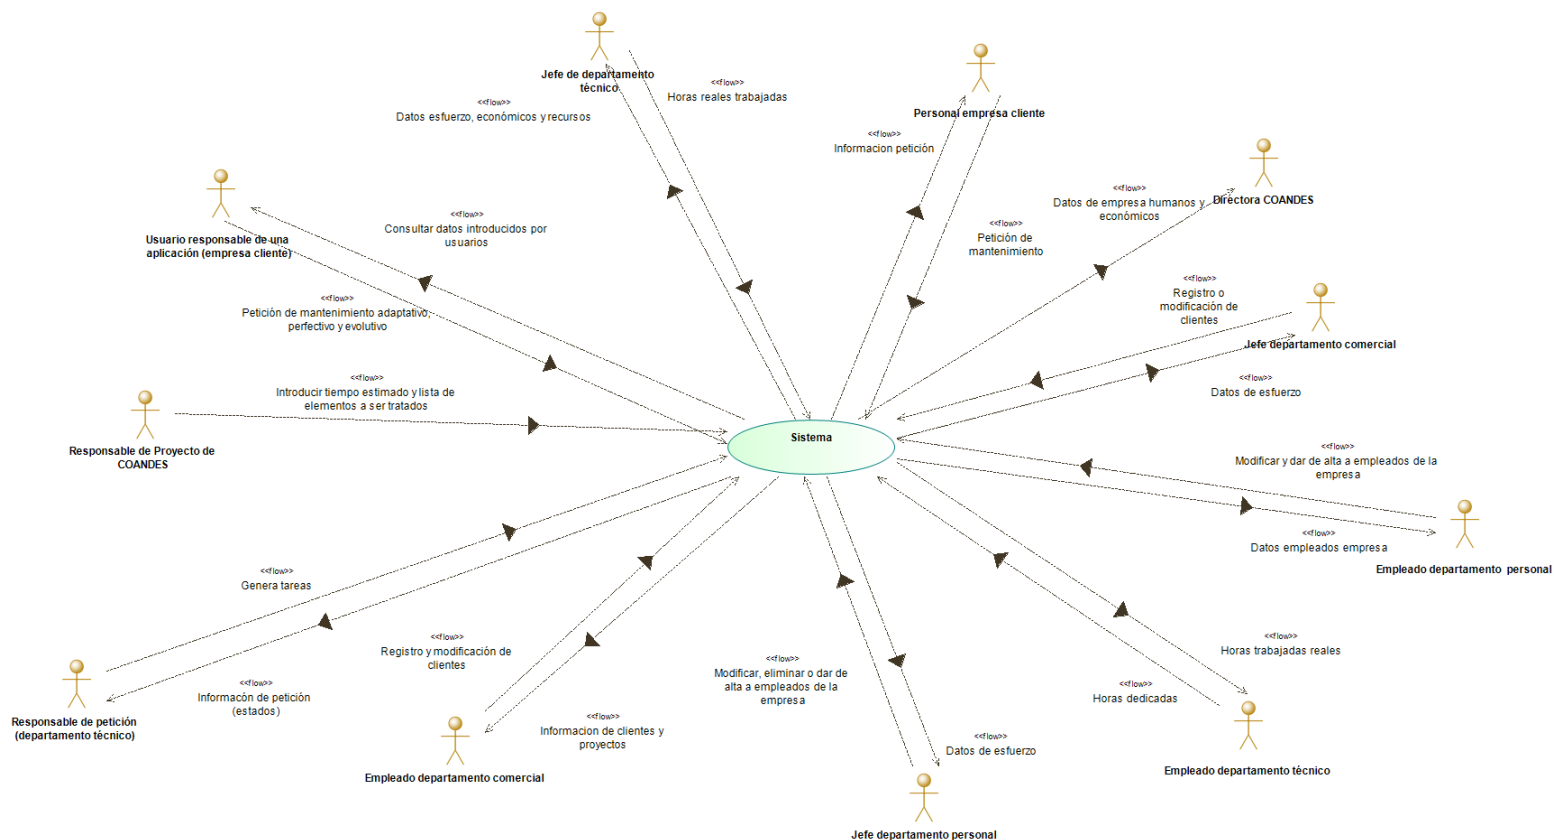 Jefe de departamento
técnico
<<flow>>
Horas reales trabajadas
<<flow>>
Datos esfuerzo, económicos y recursos
Personal empresa cliente
<<flow>>
Informacion petición
<<flow>>
Petición de
mantenimiento
Directora COANDES
<<flow>>
Datos de empresa humanos y
económicos
Usuario responsable de una
aplicación (empresa cliente)
<<flow>>
Consultar datos introducidos por
usuarios
<<flow>>
Petición de mantenimiento adaptativo,
perfectivo y evolutivo
<<flow>>
Registro o
modificación de
clientes
Jefe departamento comercial
<<flow>>
Datos de esfuerzo
<<flow>>
Introducir tiempo estimado y lista de
elementos a ser tratados
Responsable de Proyecto de
COANDES
Sistema
<<flow>>
Modificar y dar de alta a empleados de la
empresa
<<flow>>
Datos empleados empresa
Empleado departamento personal
<<flow>>
Genera tareas
<<flow>>
Informacón de petición
(estados)
Responsable de petición
(departamento técnico)
<<flow>>
Registro y modificación de
clientes
<<flow>>
Informacion de clientes y
proyectos
Empleado departamento comercial
<<flow>>
Modificar, eliminar o dar de
alta a empleados de la
empresa
<<flow>>
Datos de esfuerzo
Jefe departamento personal
<<flow>>
Horas trabajadas reales
<<flow>>
Horas dedicadas
Empleado departamento técnico